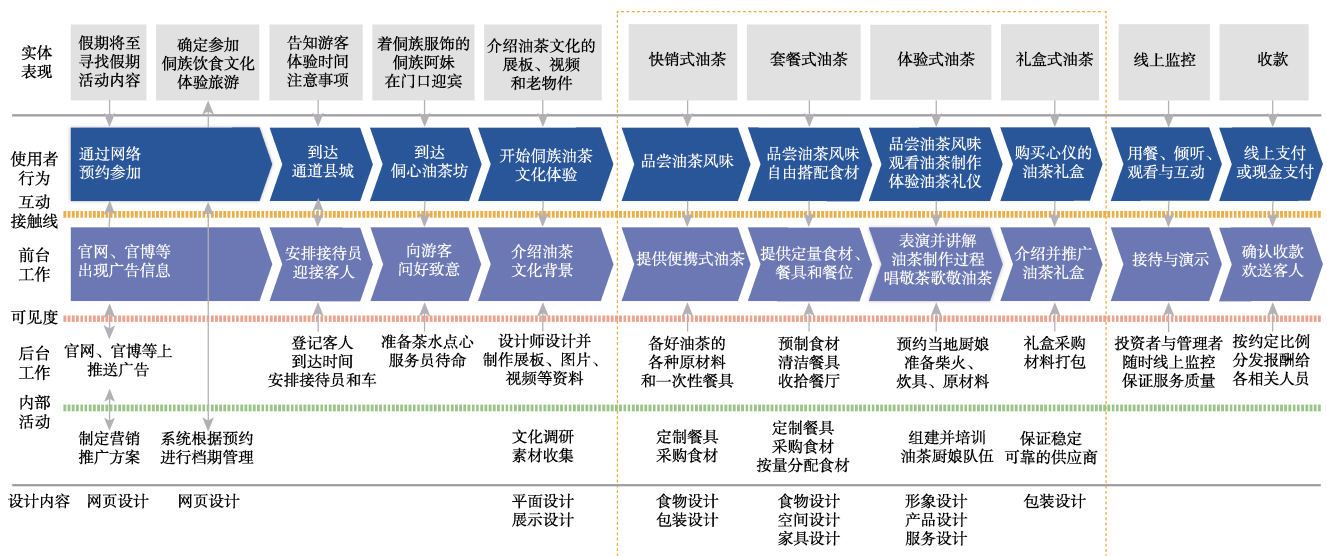 实体
表现
假期将至
寻找假期
活动内容
确定参加
侗族饮食文化
体验旅游
告知游客
体验时间
注意事项
着侗族服饰的
侗族阿妹
在门口迎宾
介绍油茶文化的
展板、视频
和老物件
快销式油茶
套餐式油茶
体验式油茶
礼盒式油茶
线上监控
收款
使用者
行为
通过网络
预约参加
到达
通道县城
到达
侗心油茶坊
开始侗族油茶
文化体验
品尝油茶风味
品尝油茶风味
自由搭配食材
品尝油茶风味
观看油茶制作
体验油茶礼仪
购买心仪的
油茶礼盒
用餐、倾听、
观看与互动
线上支付
或现金支付
互动
接触线
前台
工作
官网、官博等
出现广告信息
安排接待员
迎接客人
向游客
问好致意
介绍油茶
文化背景
提供便携式油茶
提供定量食材、
餐具和餐位
表演并讲解
油茶制作过程
唱敬茶歌敬油茶
介绍并推广
油茶礼盒
接待与演示
确认收款
欢送客人
可见度
后台
工作
官网、官博等上
推送广告
登记客人
到达时间
安排接待员和车
准备茶水点心
服务员待命
设计师设计并
制作展板、图片、
视频等资料
备好油茶的
各种原材料
和一次性餐具
预制食材
清洁餐具
收拾餐厅
预约当地厨娘
准备柴火、
炊具、原材料
礼盒采购
材料打包
投资者与管理者
随时线上监控
保证服务质量
按约定比例
分发报酬给
各相关人员
内部
活动
制定营销
推广方案
系统根据预约
进行档期管理
文化调研
素材收集
定制餐具
采购食材
定制餐具
采购食材
按量分配食材
组建并培训
油茶厨娘队伍
保证稳定
可靠的供应商
设计内容
网页设计
网页设计
平面设计
展示设计
食物设计
包装设计
食物设计
空间设计
家具设计
形象设计
产品设计
服务设计
包装设计